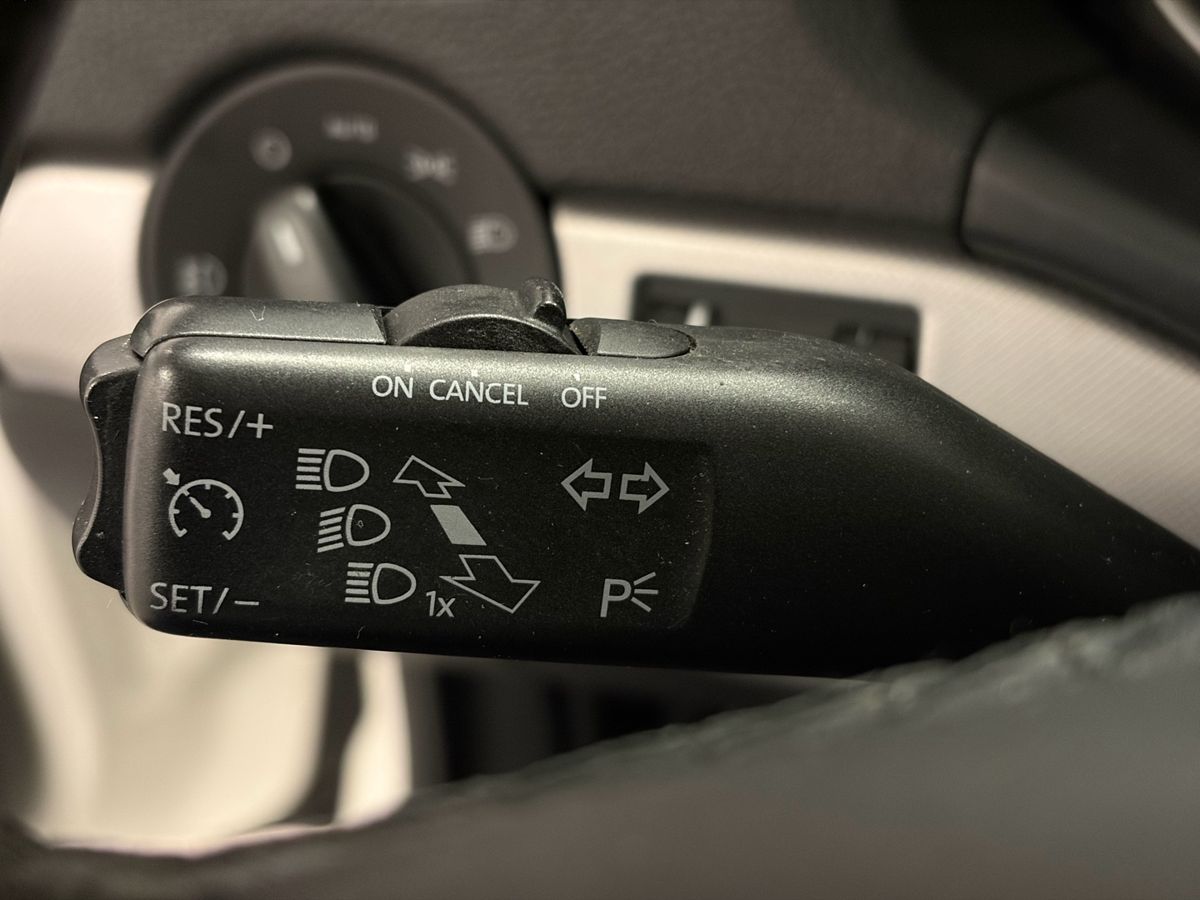 ON CANCEL OFF
RES/+
SET/–
1x
P